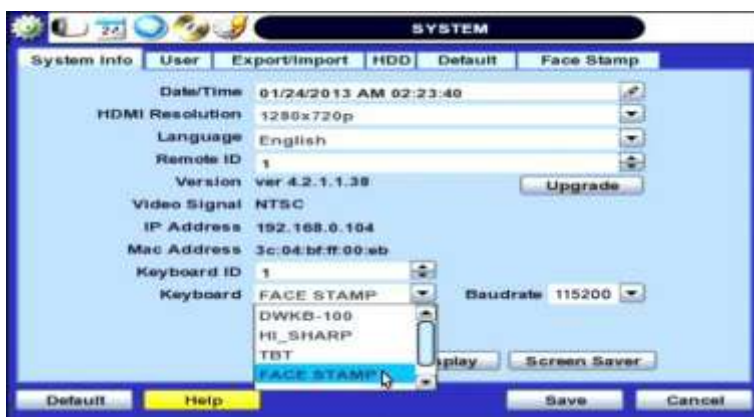 24
SYSTEM
System Info User Export/Import HDD Default Face Stamp
Date/Time 01/24/2013 AM 02:23:40
HDMI Resolution 1280x720p
Language English
Remote ID 1
Version ver 4.2.1.1.38 Upgrade
Video Signal NTSC
IP Address 192.168.0.104
Mac Address 3c:04:bf:ff:00:eb
Keyboard ID 1
Keyboard FACE STAMP Baudrate 115200
DWKB-100
HI_SHARP
TBT
FACE STAMP
splay Screen Saver
Default Help Save Cancel